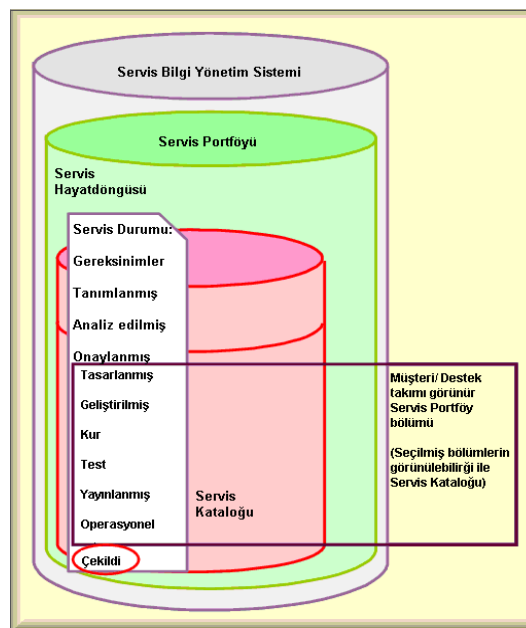 Servis Bilgi Yönetim Sistemi
Servis Portföyü
Servis
Hayatdöngüsü
Servis Durumu:
Gereksinimler
Tanımlanmış
Analiz edilmiş
Onaylanmış
Tasarlanmış
Geliştirilmiş
Kur
Test
Yayınlanmış
Operasyonel
Çekildi
Servis
Kataloğu
Müşteri/ Destek
takımı görünür
Servis Portföy
bölümü
(Seçilmiş bölümlerin
görünülebilirği ile
Servis Kataloğu)